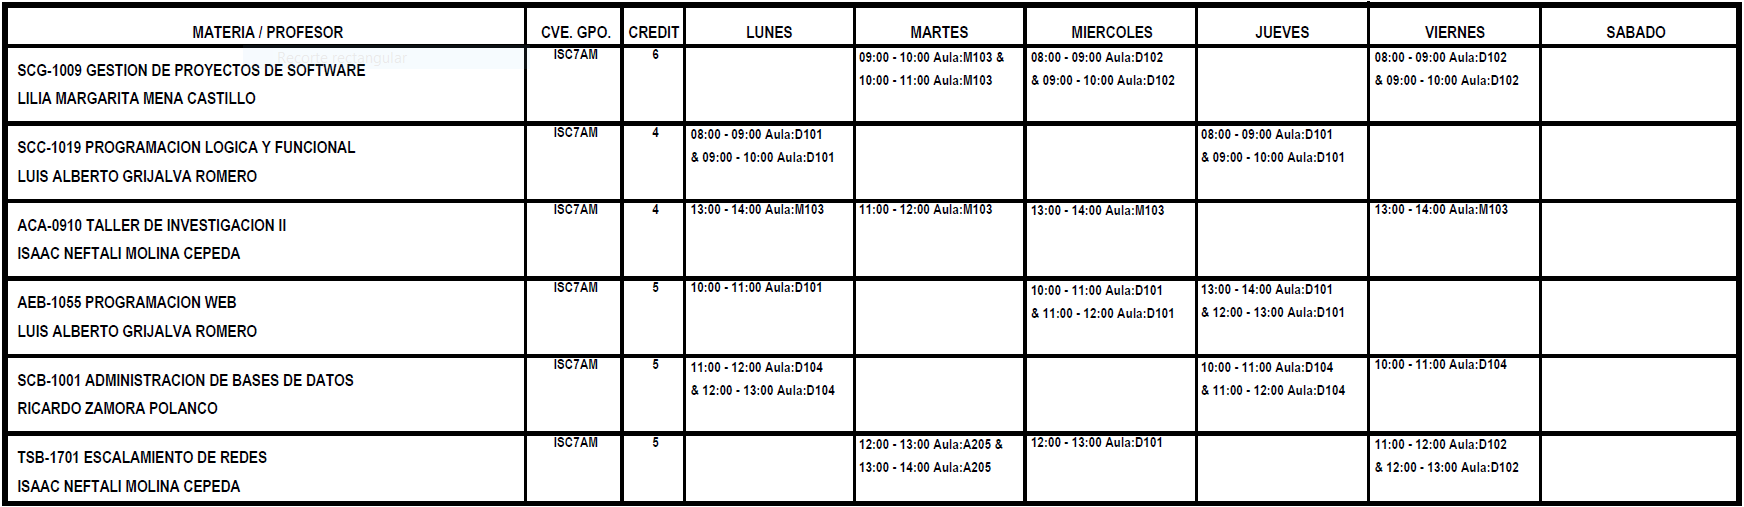 MATERIA / PROFESOR CVE. GPO. CREDIT LUNES MARTES MIERCOLES JUEVES VIERNES SABADO
Recorte rectangular
SCG-1009 GESTION DE PROYECTOS DE SOFTWARE
LILIA MARGARITA MENA CASTILLO
ISC7AM
6
09:00 - 10:00 Aula:M103 &
10:00 - 11:00 Aula:M103
08:00 - 09:00 Aula:D102
& 09:00 - 10:00 Aula:D102
08:00 - 09:00 Aula:D102
& 09:00 - 10:00 Aula:D102
SCC-1019 PROGRAMACION LOGICA Y FUNCIONAL
LUIS ALBERTO GRIJALVA ROMERO
ISC7AM
4
08:00 - 09:00 Aula:D101
& 09:00 - 10:00 Aula:D101
08:00 - 09:00 Aula:D101
& 09:00 - 10:00 Aula:D101
ACA-0910 TALLER DE INVESTIGACION II
ISAAC NEFTALI MOLINA CEPEDA
ISC7AM
4
13:00 - 14:00 Aula:M103
11:00 - 12:00 Aula:M103
13:00 - 14:00 Aula:M103
13:00 - 14:00 Aula:M103
AEB-1055 PROGRAMACION WEB
LUIS ALBERTO GRIJALVA ROMERO
ISC7AM
5
10:00 - 11:00 Aula:D101
10:00 - 11:00 Aula:D101
& 11:00 - 12:00 Aula:D101
13:00 - 14:00 Aula:D101
& 12:00 - 13:00 Aula:D101
SCB-1001 ADMINISTRACION DE BASES DE DATOS
RICARDO ZAMORA POLANCO
ISC7AM
5
11:00 - 12:00 Aula:D104
& 12:00 - 13:00 Aula:D104
10:00 - 11:00 Aula:D104
& 11:00 - 12:00 Aula:D104
10:00 - 11:00 Aula:D104
TSB-1701 ESCALAMIENTO DE REDES
ISAAC NEFTALI MOLINA CEPEDA
ISC7AM
5
12:00 - 13:00 Aula:A205 &
13:00 - 14:00 Aula:A205
12:00 - 13:00 Aula:D101
11:00 - 12:00 Aula:D102
& 12:00 - 13:00 Aula:D102